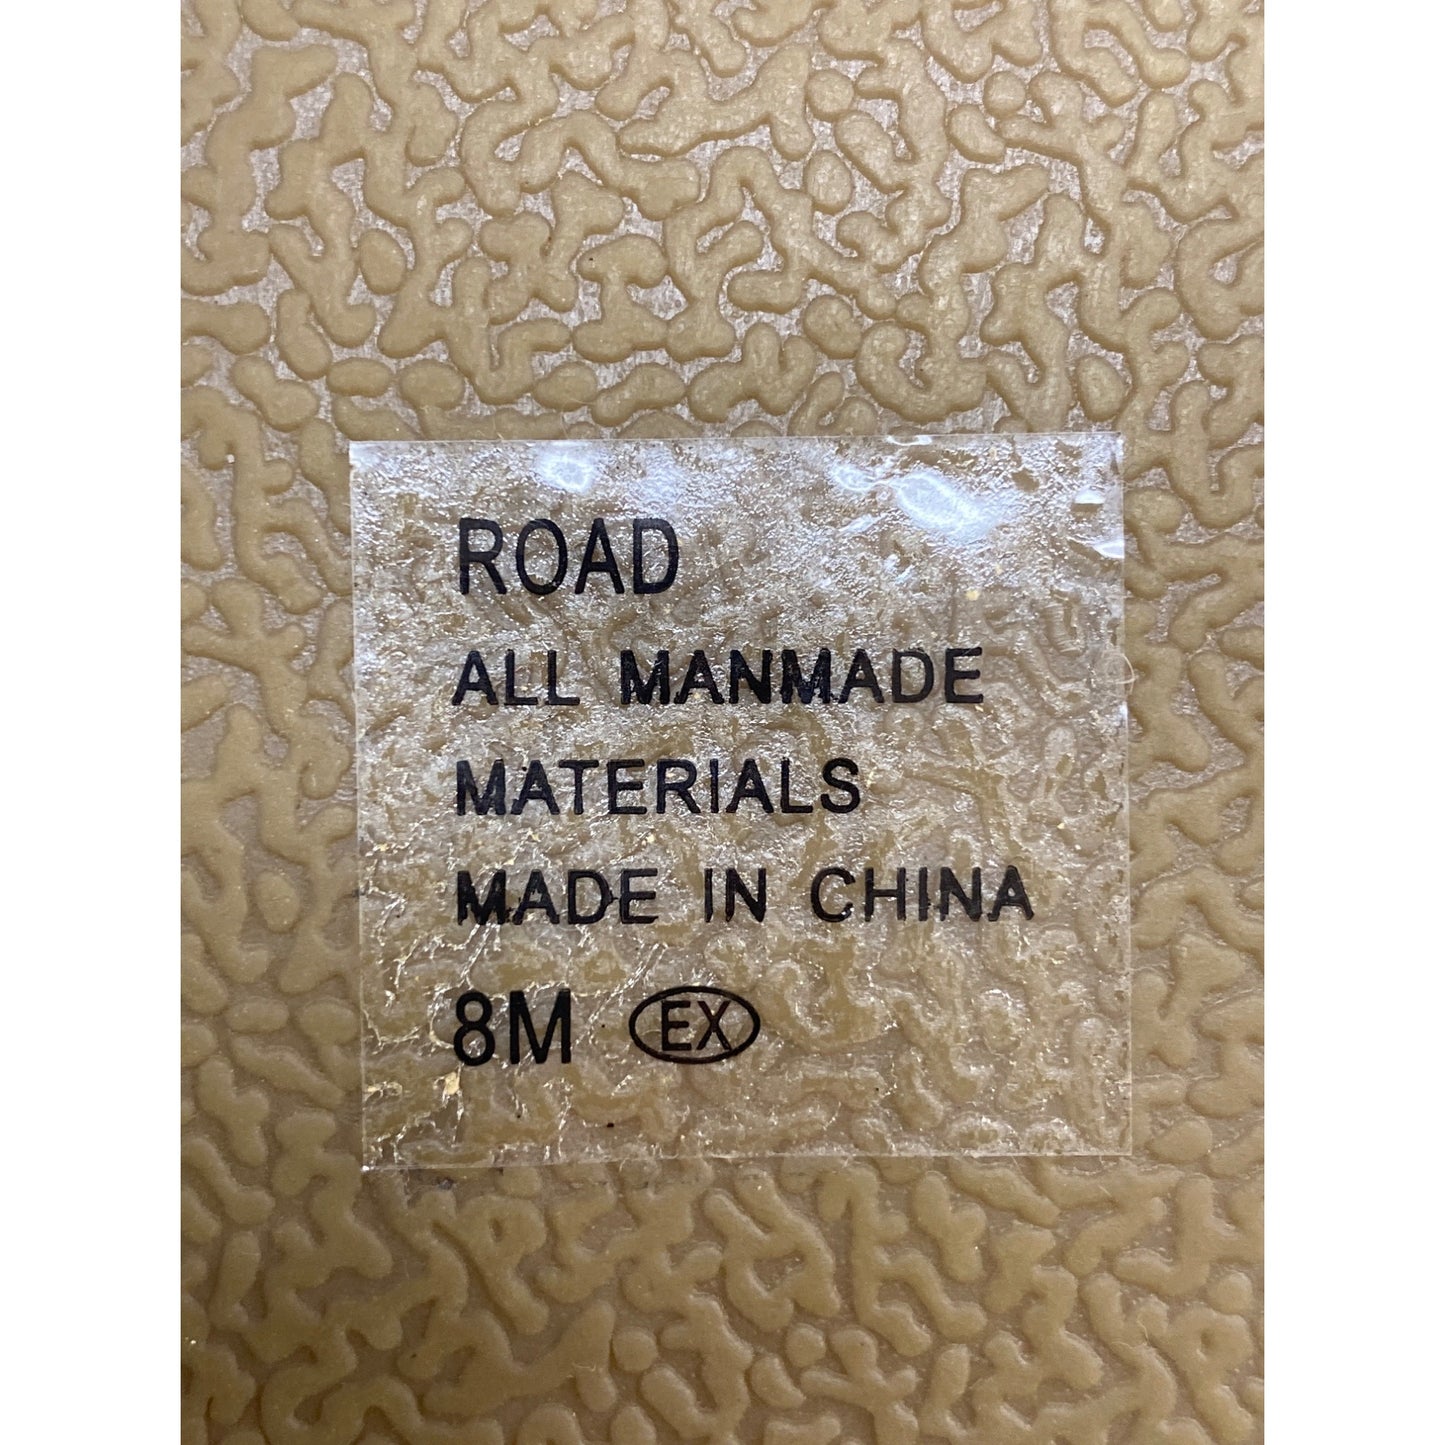 ROAD
ALL MANMADE
MATERIALS
MADE IN CHINA
8M EX